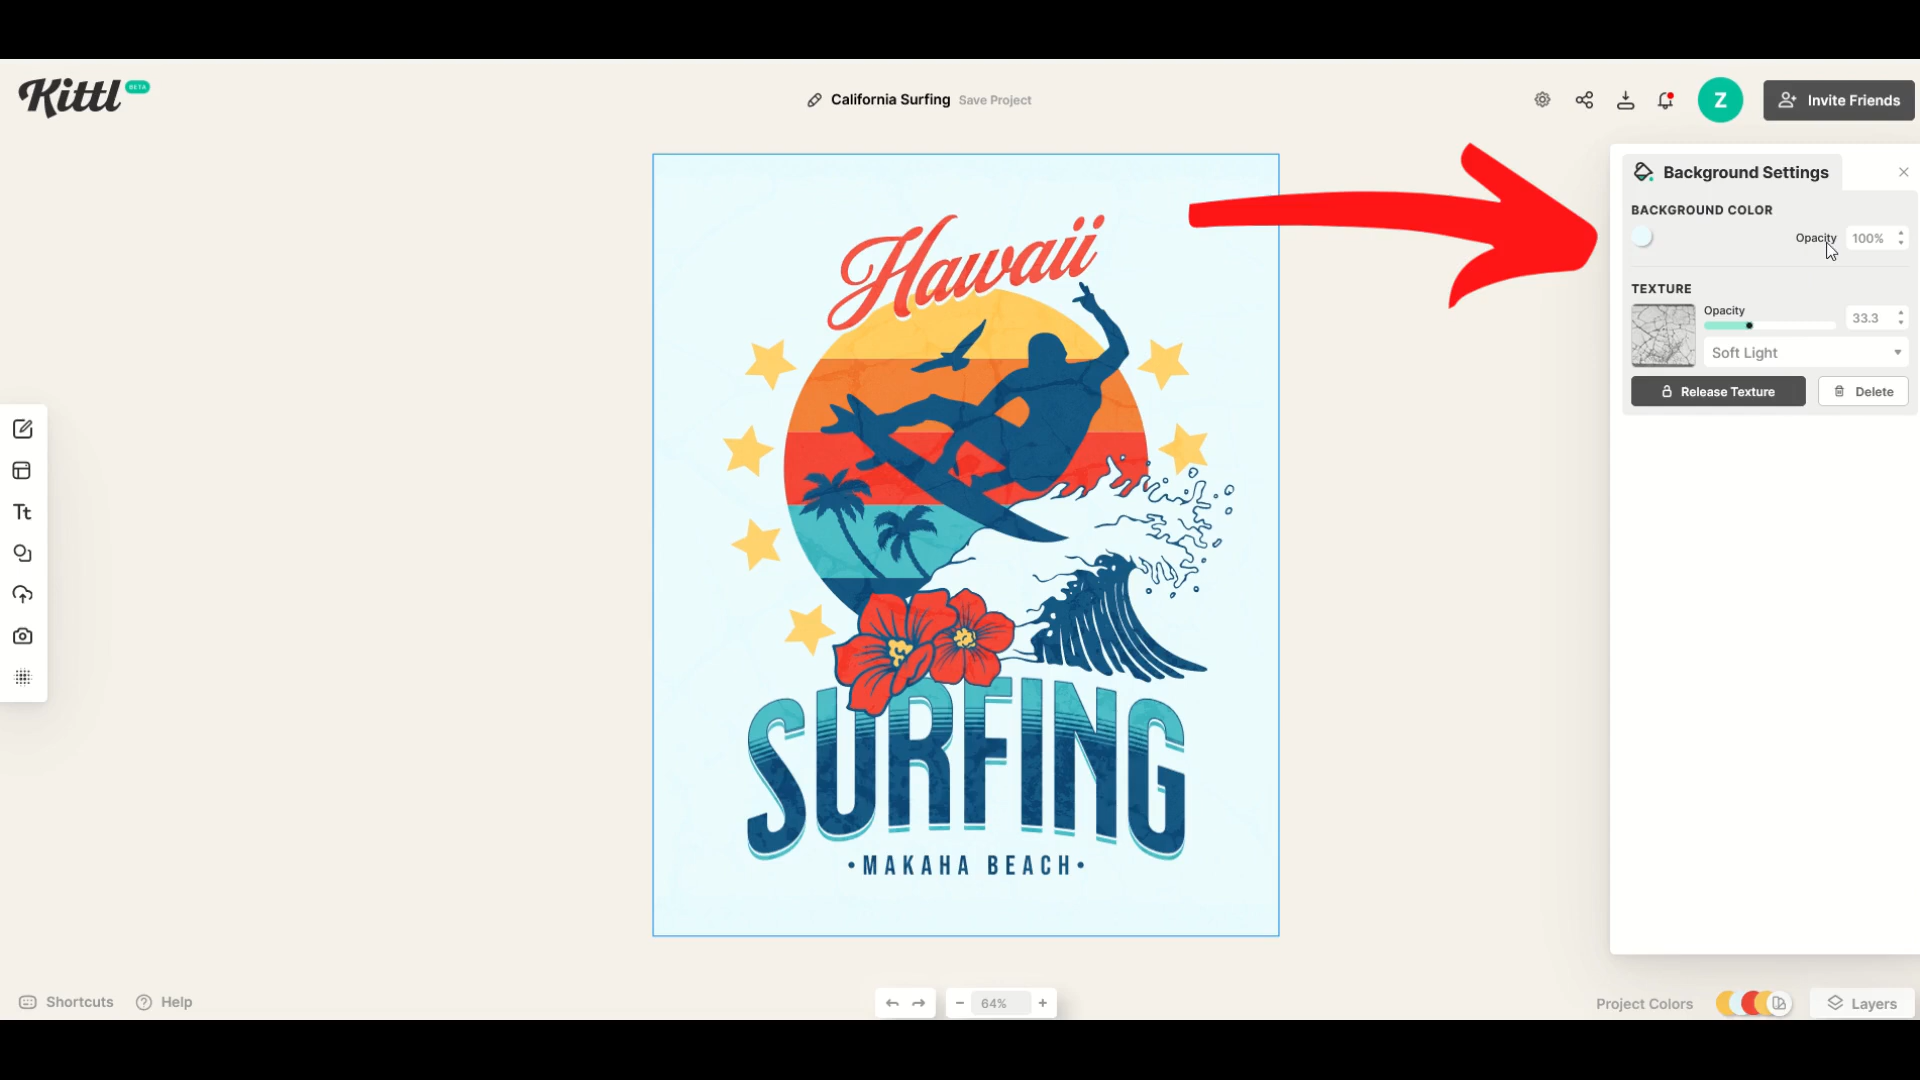 Kittl BETA
California Surfing Save Project
Z
Invite Friends
Background Settings
BACKGROUND COLOR
Opacity 100%
TEXTURE
Opacity
33.3
Soft Light
Release Texture
Delete
Tt
Hawaii
SURFING
•MAKAHA BEACH•
Shortcuts
Help
64%
Project Colors
Layers